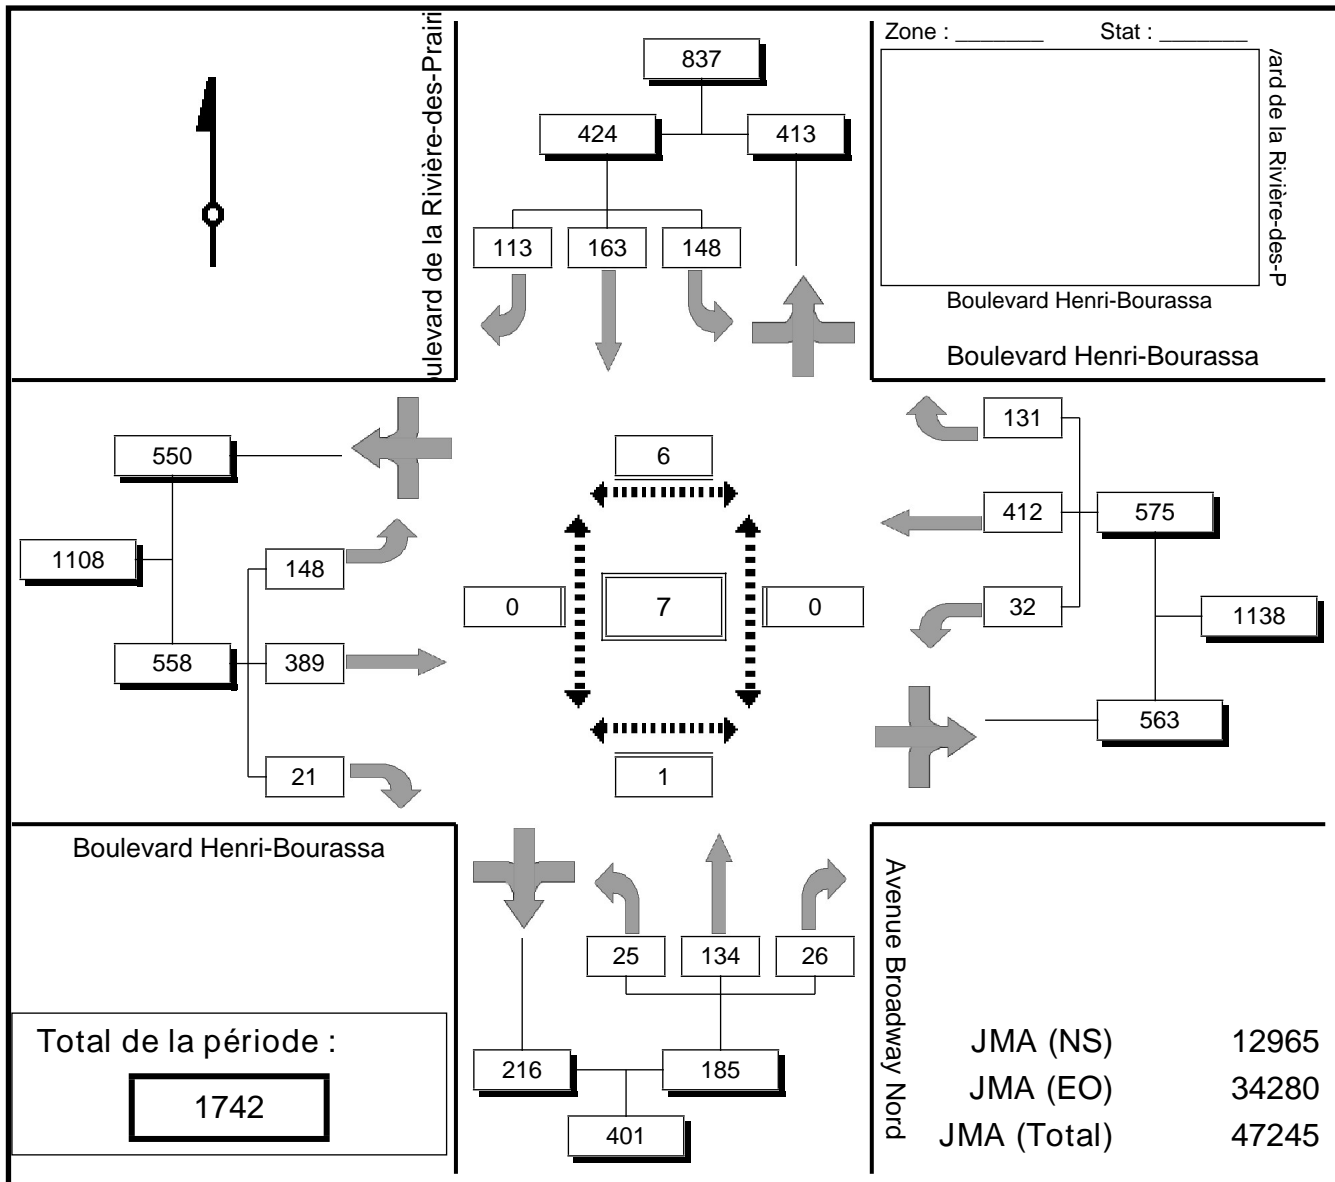 Boulevard de la Rivière-des-Prairi
837
424
413
113
163
148
Zone : _______ Stat : _______
vard de la Rivière-des-P
Boulevard Henri-Bourassa
Boulevard Henri-Bourassa
550
1108
148
558
389
21
6
0
7
0
1
131
412
575
32
1138
563
Boulevard Henri-Bourassa
Total de la période :
1742
25
134
26
216
185
401
Avenue Broadway Nord
JMA (NS) 12965
JMA (EO) 34280
JMA (Total) 47245